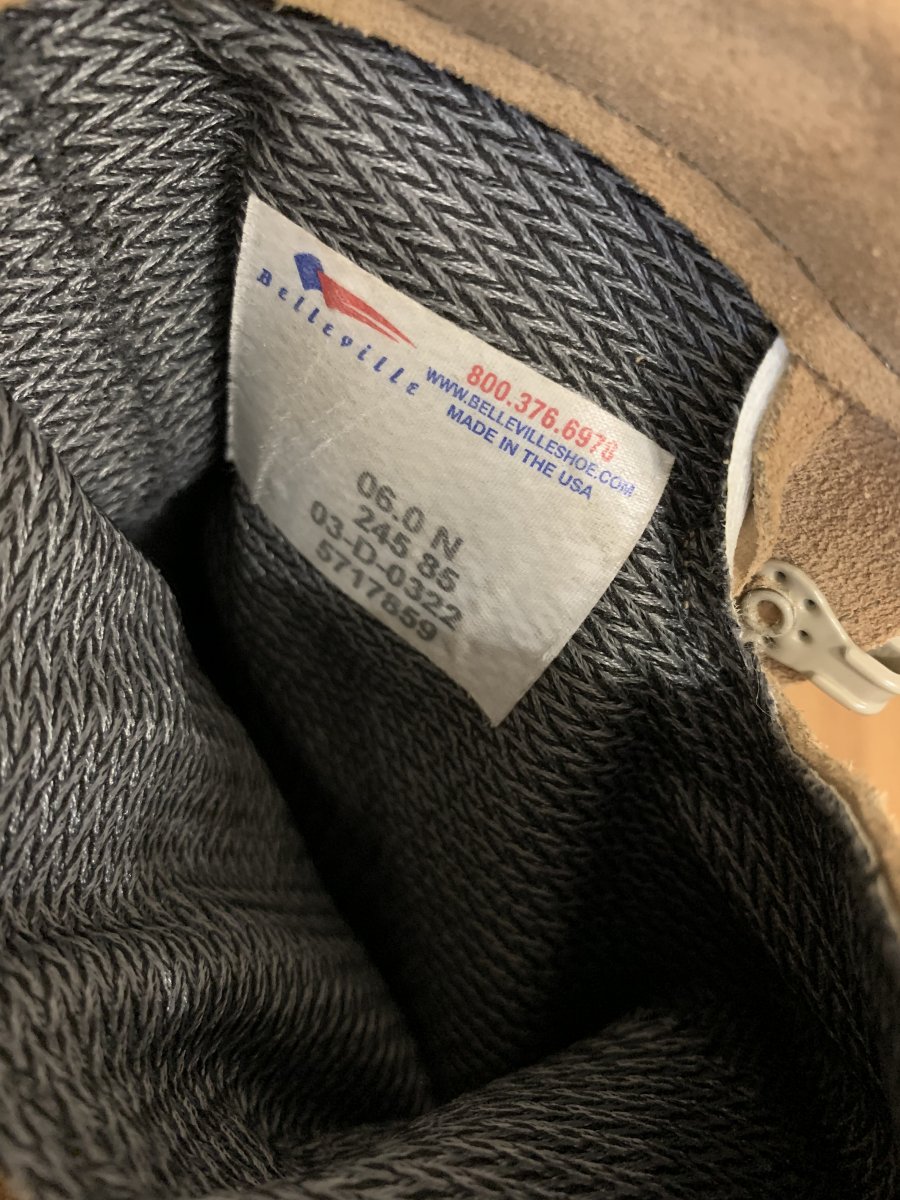 Belleville
800.376.6970
WWW.BELLEVILLESHOE.COM
MADE IN THE USA
06.0 N
245 85
03-D-0322
5717859